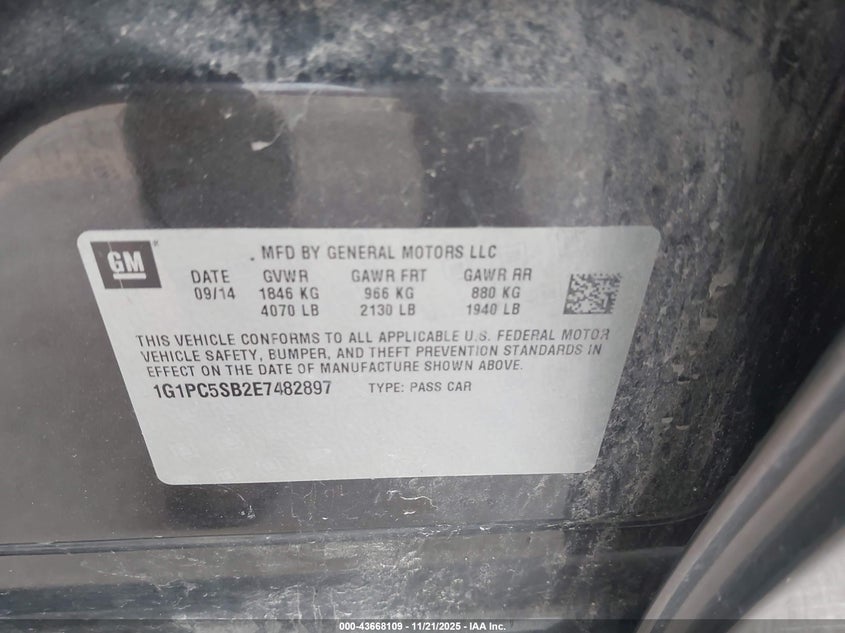 GM
MFD BY GENERAL MOTORS LLC
DATE GVWR GAWR FRT GAWR RR
09/14 1846 KG 966 KG 880 KG
4070 LB 2130 LB 1940 LB
THIS VEHICLE CONFORMS TO ALL APPLICABLE U.S. FEDERAL MOTOR
VEHICLE SAFETY, BUMPER, AND THEFT PREVENTION STANDARDS IN
EFFECT ON THE DATE OF MANUFACTURE SHOWN ABOVE.
1G1PC5SB2E7482897 TYPE: PASS CAR
000-43668109 - 11/21/2025 - IAA Inc.